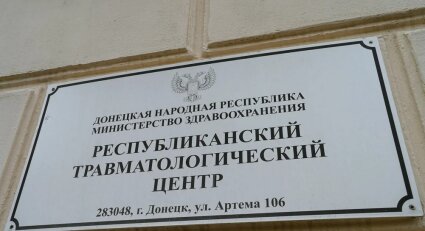 ДОНЕЦКАЯ НАРОДНАЯ РЕСПУБЛИКА
МИНИСТЕРСТВО ЗДРАВООХРАНЕНИЯ
РЕСПУБЛИКАНСКИЙ
ТРАВМАТОЛОГИЧЕСКИЙ
ЦЕНТР
283048, г. Донецк, ул. Артема 106